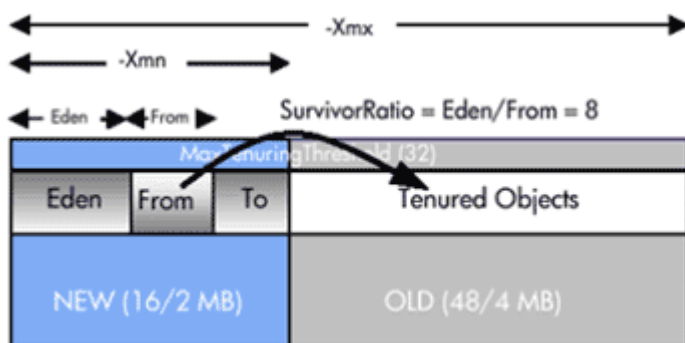 -Xmx
-Xmn
Eden From SurvivorRatio = Eden/From = 8
MaxTenuringThreshold (32)
Eden From To Tenured Objects
NEW (16/2 MB) OLD (48/4 MB)